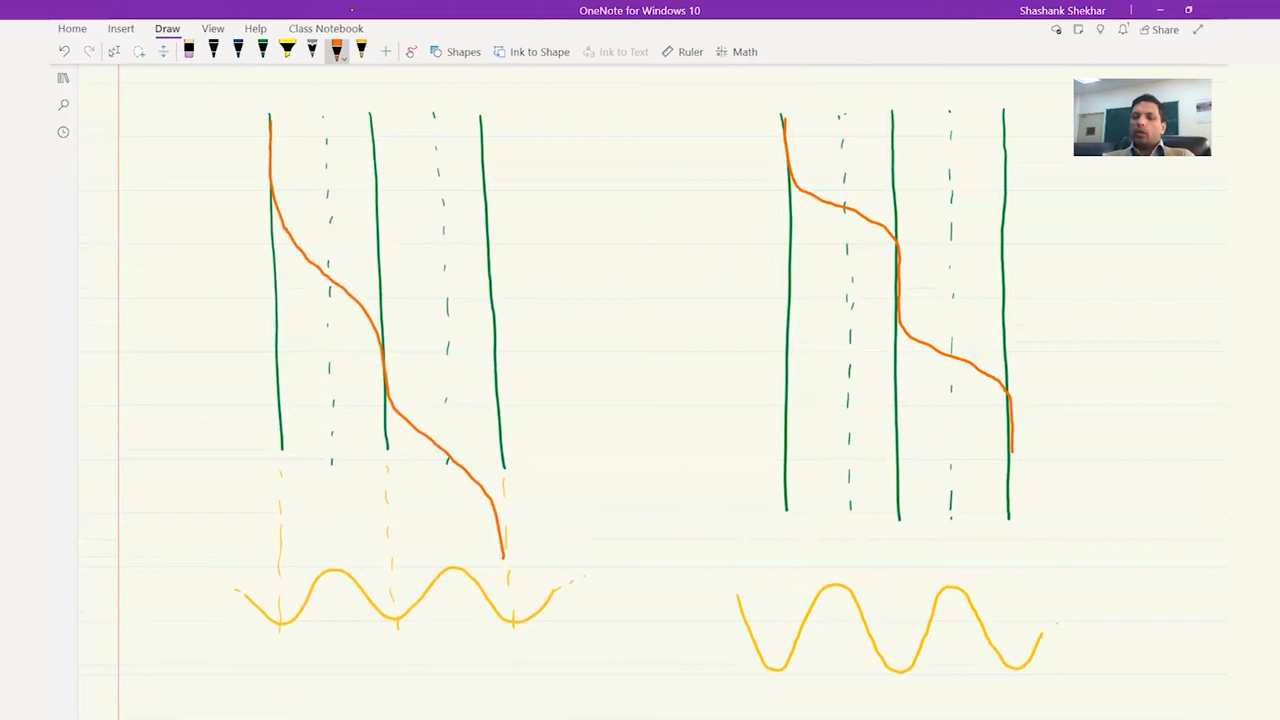 OneNote for Windows 10
Shashank Shekhar
Home Insert Draw View Help Class Notebook
Shapes Ink to Shape Ink to Text Ruler Math
Share